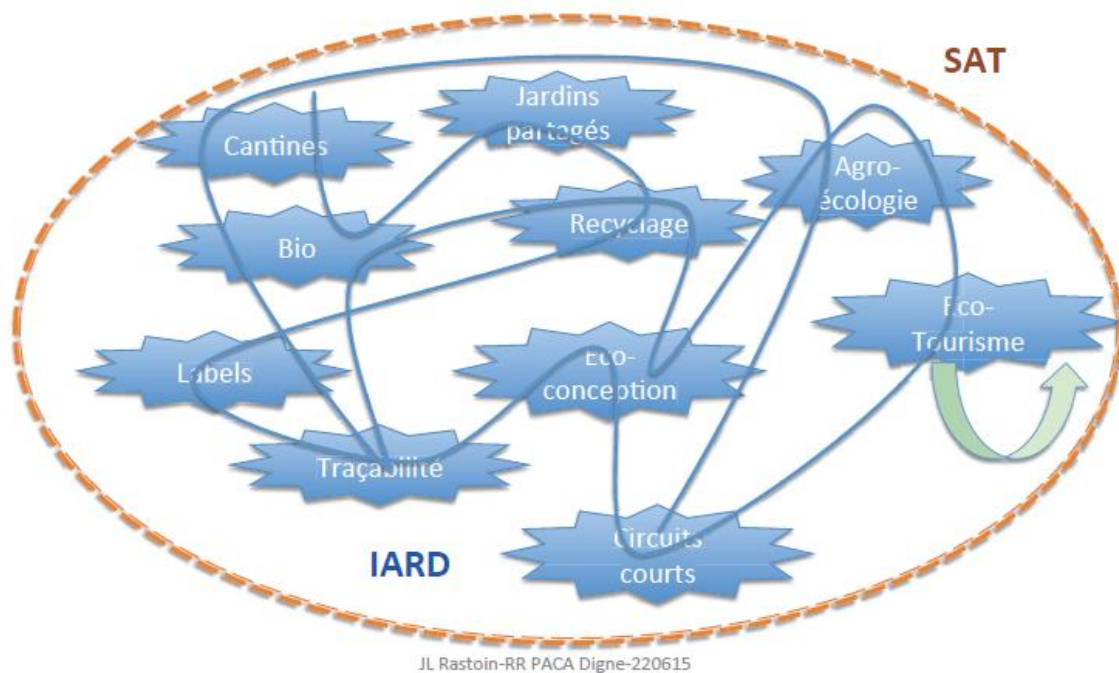 SAT
Jardins
partagés
Cantines
Agro-
écologie
Bio
Recyclage
Eco-
Tourisme
Labels
Eco-
conception
Traçabilité
IARD
Circuits
courts
JL Rastoin-RR PACA Digne-220615